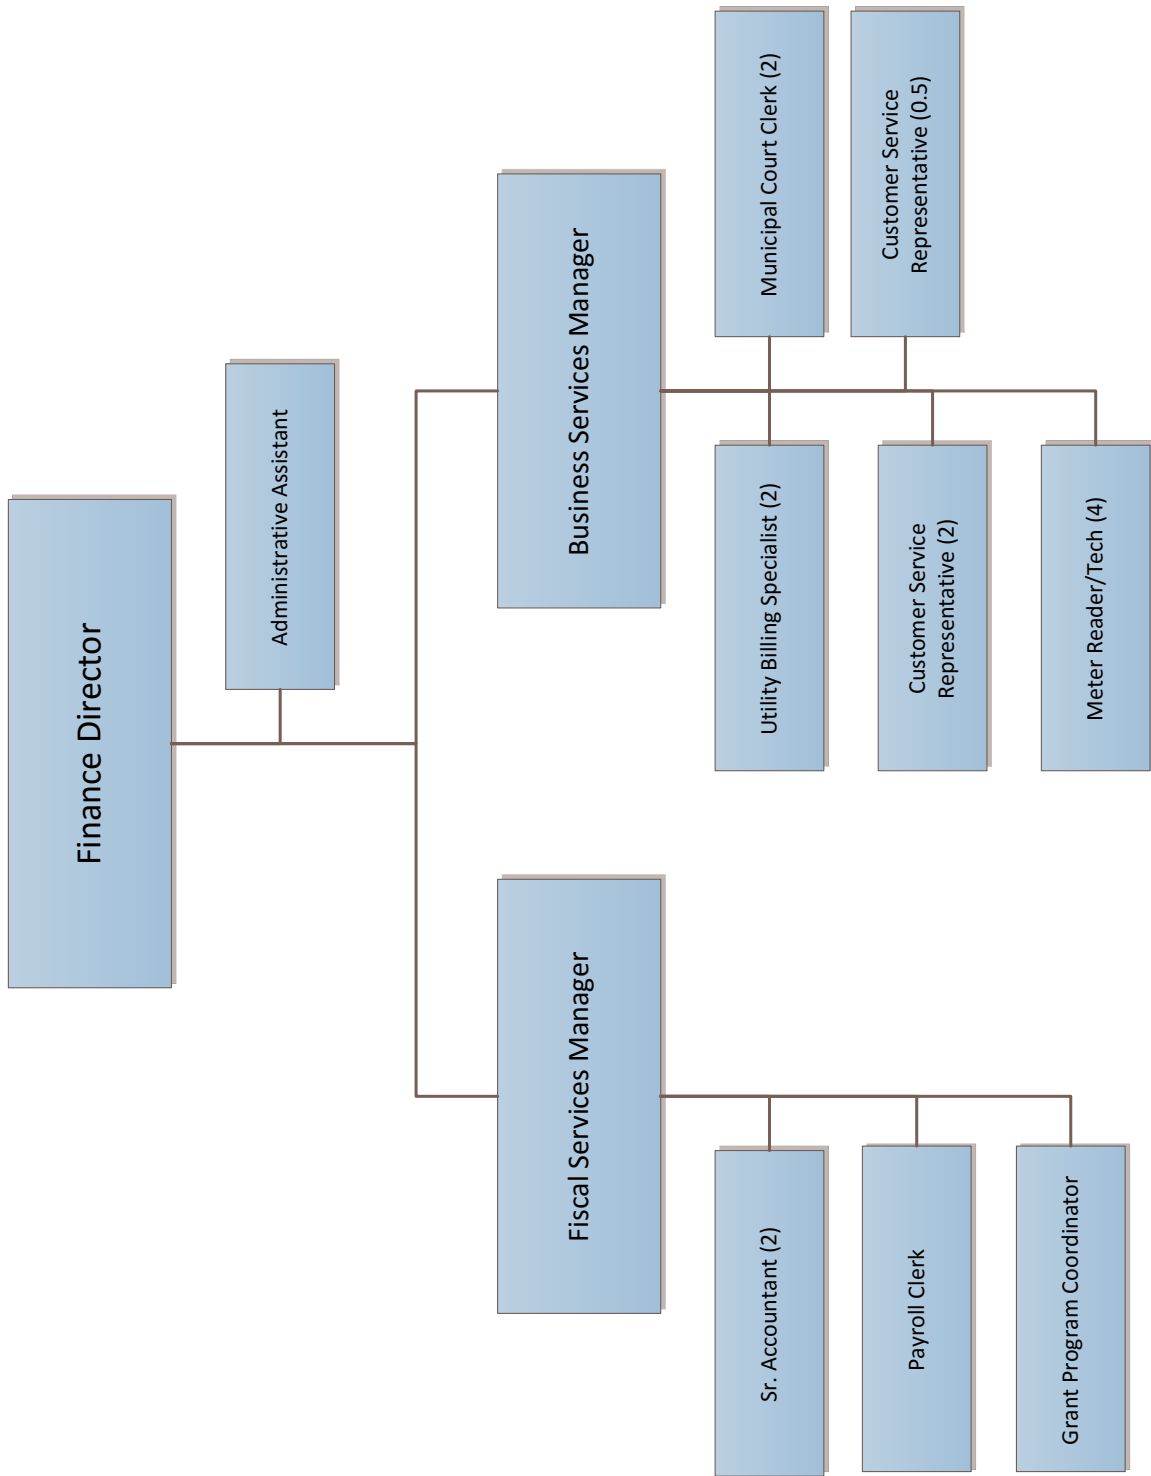 Finance Director
Administrative Assistant
Fiscal Services Manager
Business Services Manager
Sr. Accountant (2)
Payroll Clerk
Grant Program Coordinator
Utility Billing Specialist (2)
Municipal Court Clerk (2)
Customer Service
Representative (2)
Customer Service
Representative (0.5)
Meter Reader/Tech (4)